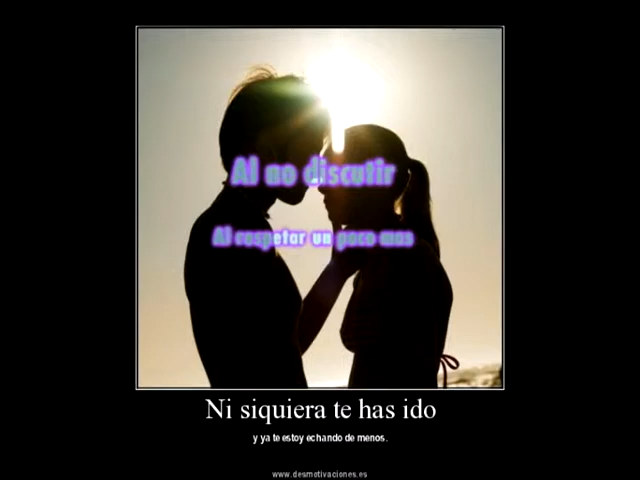 Al no discutir
Al respetar un poco mas
Ni siquiera te has ido
y ya te estoy echando de menos.
www.desmotivaciones.es